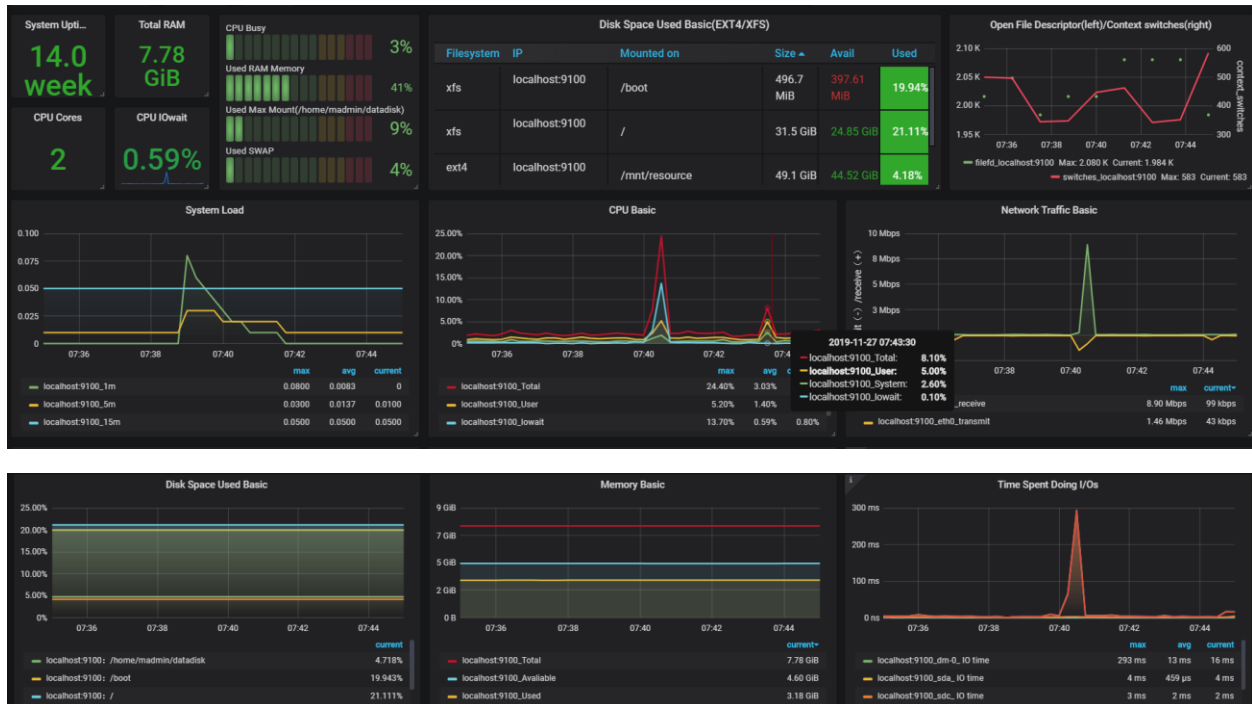 System Upti...
14.0
week
Total RAM
7.78
GiB
CPU Cores
2
CPU IOwait
0.59%
CPU Busy
3%
Used RAM Memory
41%
Used Max Mount(/home/madmin/datadisk)
9%
Used SWAP
4%
Disk Space Used Basic(EXT4/XFS)
Filesystem IP Mounted on Size Avail Used
xfs localhost:9100 /boot 496.7 MiB 397.61 MiB 19.94%
xfs localhost:9100 / 31.5 GiB 24.85 GiB 21.11%
ext4 localhost:9100 /mnt/resource 49.1 GiB 44.52 GiB 4.18%
Open File Descriptor(left)/Context switches(right)
2.10 K
2.05 K
2.00 K
1.95 K
600
500
400
300
context_switches
07:36 07:38 07:40 07:42 07:44
filefd_localhost:9100 Max: 2.080 K Current: 1.984 K
switches_localhost:9100 Max: 583 Current: 583
System Load
0.100
0.075
0.050
0.025
0
07:36 07:38 07:40 07:42 07:44
max avg current
localhost:9100_1m 0.0800 0.0083 0
localhost:9100_5m 0.0300 0.0137 0.0100
localhost:9100_15m 0.0500 0.0500 0.0500
CPU Basic
25.00%
20.00%
15.00%
10.00%
5.00%
0%
07:36 07:38 07:40 07:42
max avg
localhost:9100_Total 24.40% 3.03%
localhost:9100_User 5.20% 1.40%
localhost:9100_Iowait 13.70% 0.59% 0.80%
2019-11-27 07:43:30
localhost:9100_Total: 8.10%
localhost:9100_User: 5.00%
localhost:9100_System: 2.60%
localhost:9100_Iowait: 0.10%
Network Traffic Basic
10 Mbps
8 Mbps
5 Mbps
3 Mbps
(-) /receive (+)
07:38 07:40 07:42 07:44
max current
_receive 8.90 Mbps 99 kbps
localhost:9100_eth0_transmit 1.46 Mbps 43 kbps
Disk Space Used Basic
25.00%
20.00%
15.00%
10.00%
5.00%
0%
07:36 07:38 07:40 07:42 07:44
current
localhost:9100: /home/madmin/datadisk 4.718%
localhost:9100: /boot 19.943%
localhost:9100: / 21.111%
Memory Basic
9 GiB
7 GiB
5 GiB
2 GiB
0 B
07:36 07:38 07:40 07:42 07:44
current
localhost:9100_Total 7.78 GiB
localhost:9100_Avaliable 4.60 GiB
localhost:9100_Used 3.18 GiB
Time Spent Doing I/Os
300 ms
200 ms
100 ms
0 ns
07:36 07:38 07:40 07:42 07:44
max avg current
localhost:9100_dm-0_ IO time 293 ms 13 ms 16 ms
localhost:9100_sda_ IO time 4 ms 459 µs 4 ms
localhost:9100_sdc_ IO time 3 ms 2 ms 2 ms